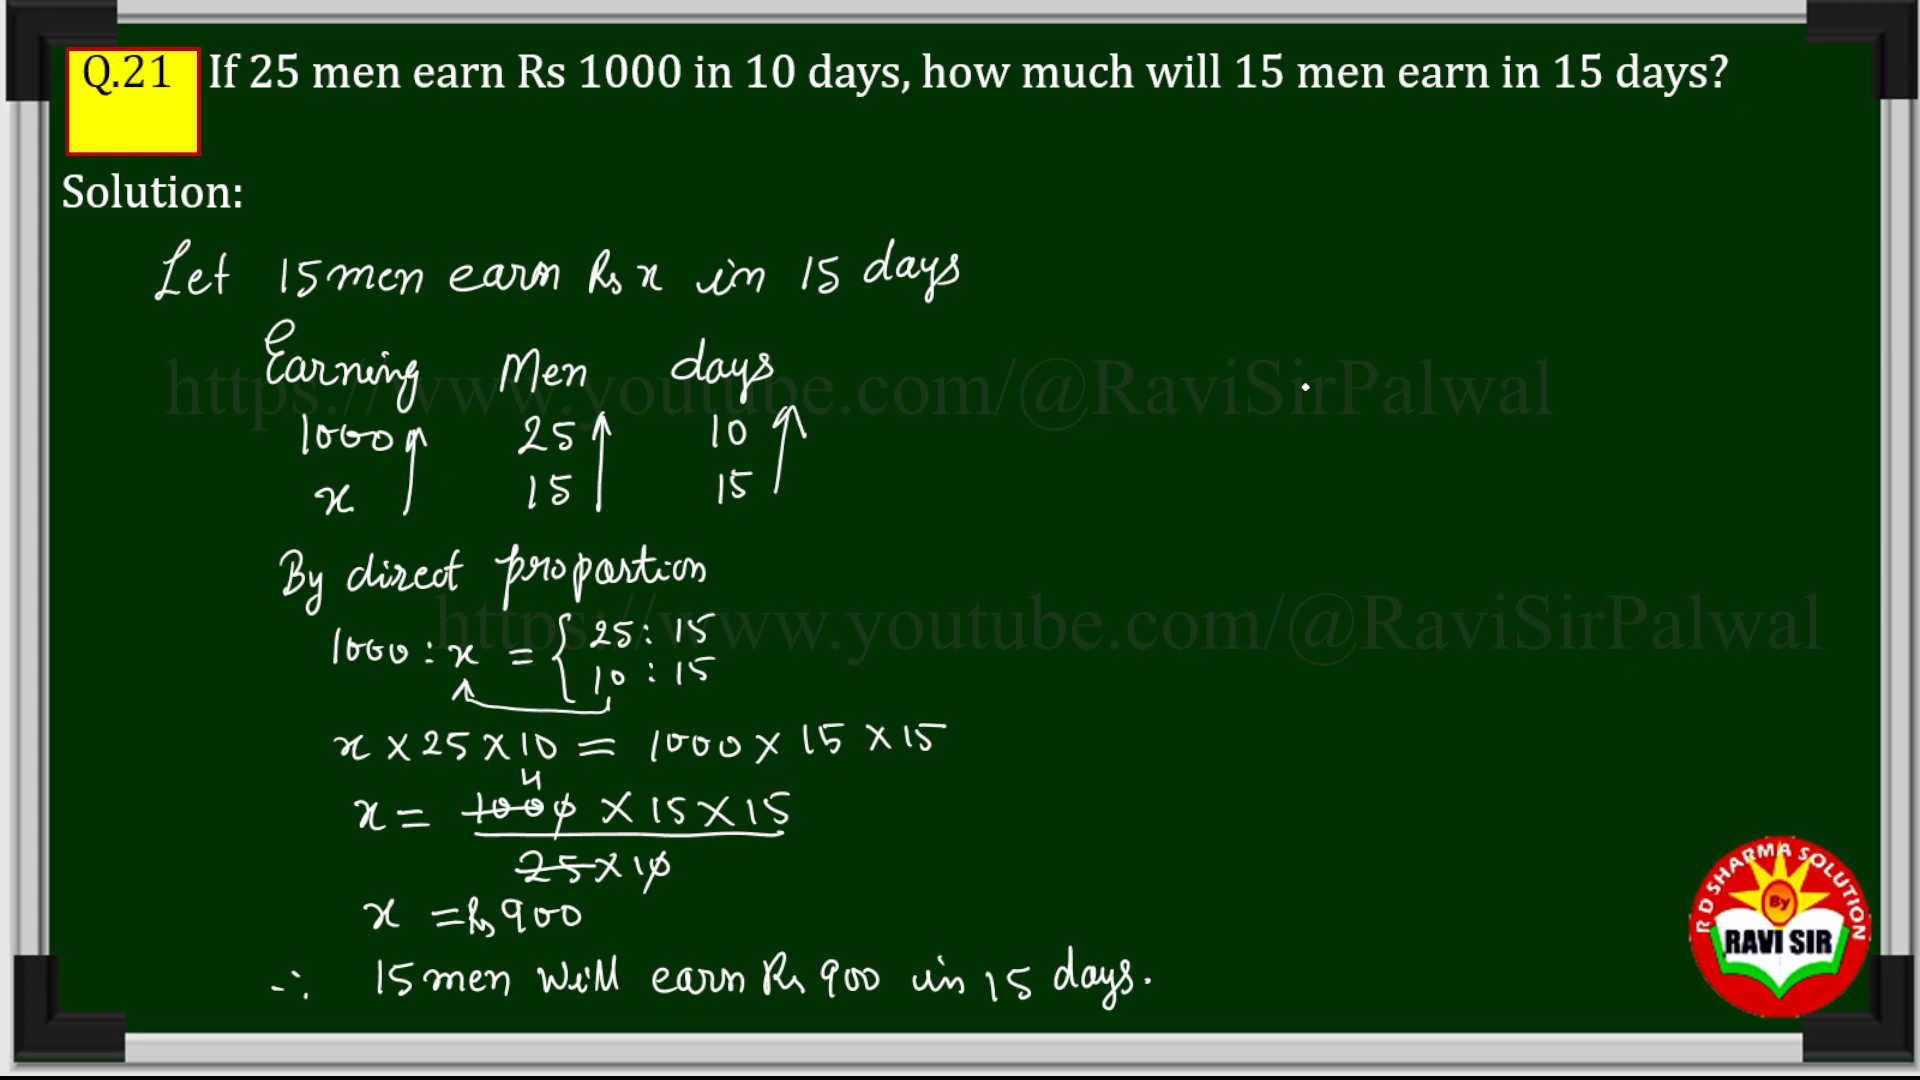 Q.21 If 25 men earn Rs 1000 in 10 days, how much will 15 men earn in 15 days?
Solution:
Let 15 men earn Rs x in 15 days
Earning Men days
1000 25 10
x 15 15
By direct proportion
1000 : x = { 25 : 15
10 : 15
x × 25 × 10 = 1000 × 15 × 15
4
x = 1000 × 15 × 15
25 × 10
x = Rs 900
∴ 15 men will earn Rs 900 in 15 days.
https://www.youtube.com/@RaviSirPalwal
https://www.youtube.com/@RaviSirPalwal
R D SHARMA SOLUTION
By
RAVI SIR